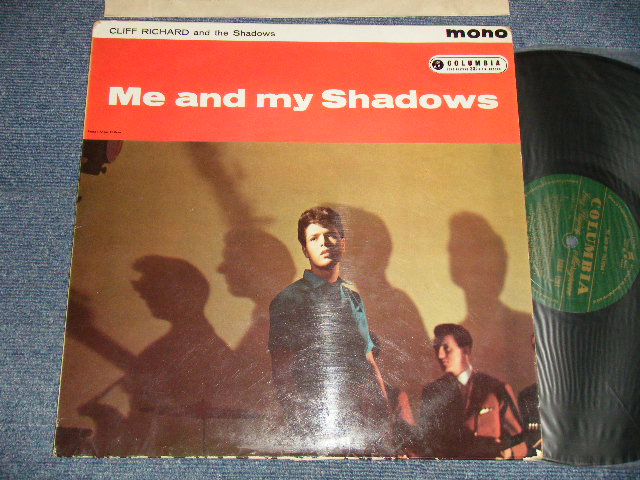 CLIFF RICHARD and the Shadows
mono
COLUMBIA
Me and my Shadows
COLUMBIA